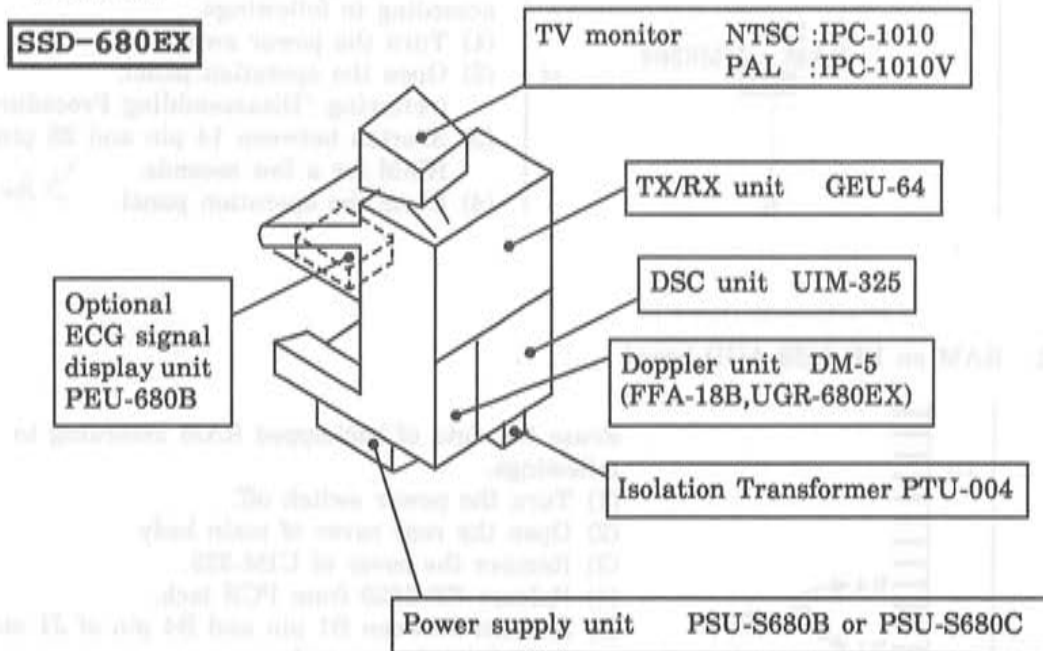 SSD-680EX
TV monitor NTSC :IPC-1010
PAL :IPC-1010V
TX/RX unit GEU-64
DSC unit UIM-325
Optional
ECG signal
display unit
PEU-680B
Doppler unit DM-5
(FFA-18B,UGR-680EX)
Isolation Transformer PTU-004
Power supply unit PSU-S680B or PSU-S680C